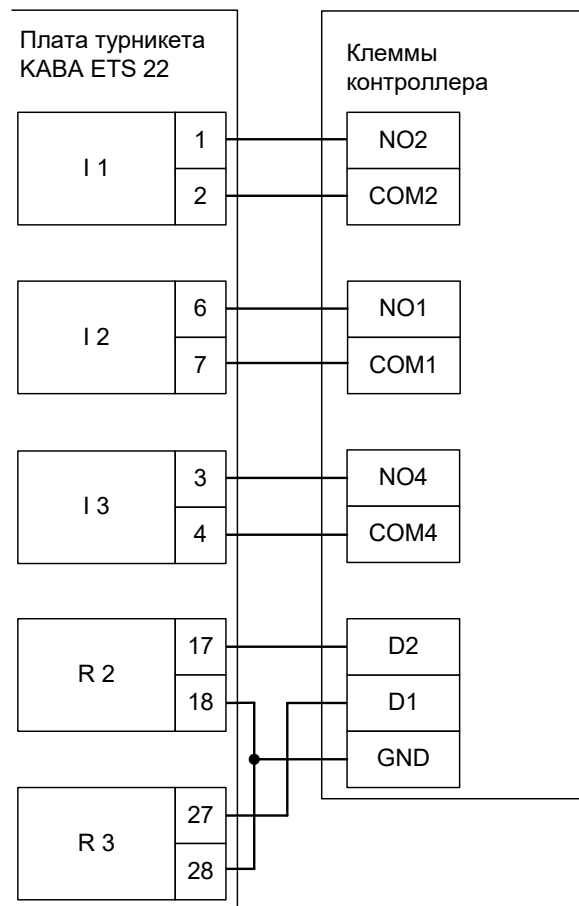 Плата турникета
KABA ETS 22
Клеммы
контроллера
I 1
1
2
NO2
COM2
I 2
6
7
NO1
COM1
I 3
3
4
NO4
COM4
R 2
17
18
D2
D1
GND
R 3
27
28